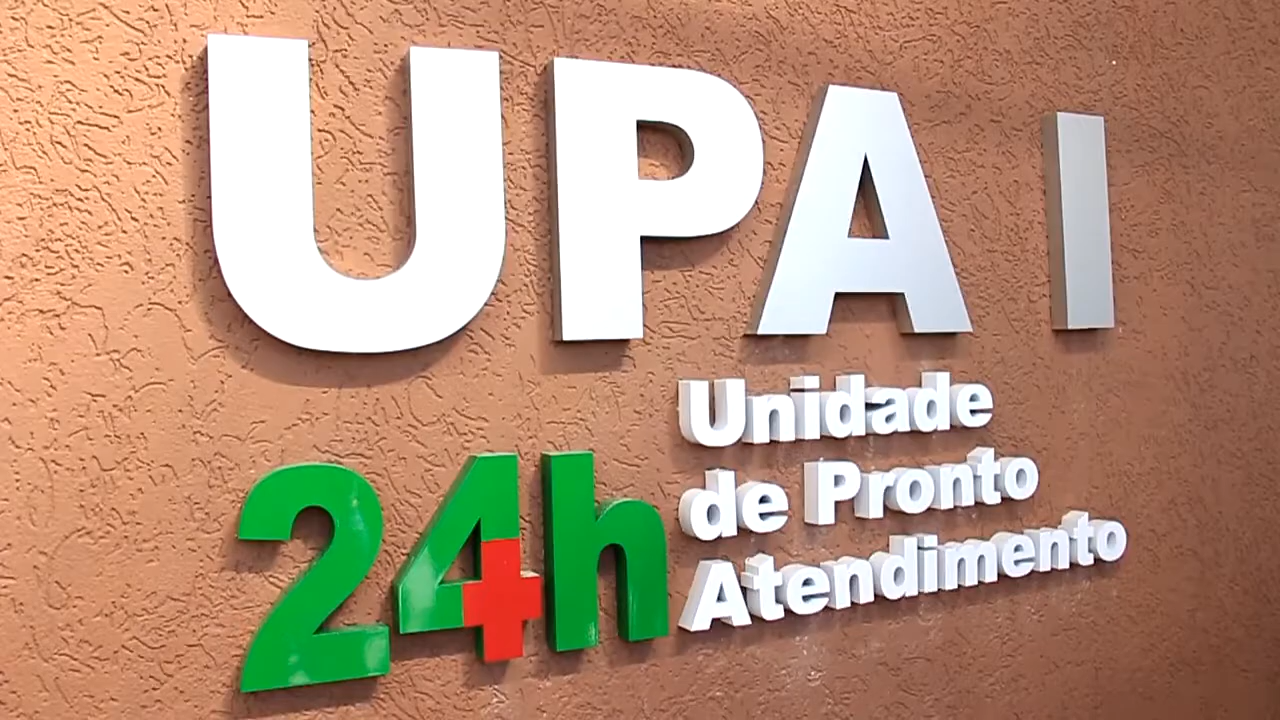 UPA I
24h
Unidade
de Pronto
Atendimento